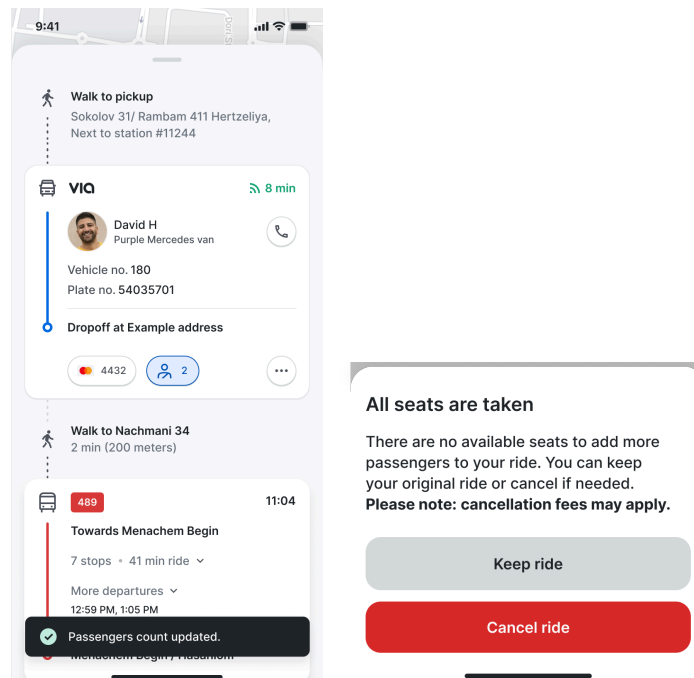 9:41
Dori St
Walk to pickup
Sokolov 31/ Rambam 411 Hertzeliya,
Next to station #11244
VIA 8 min
David H
Purple Mercedes van
Vehicle no. 180
Plate no. 54035701
Dropoff at Example address
4432 2
Walk to Nachmani 34
2 min (200 meters)
489 11:04
Towards Menachem Begin
7 stops • 41 min ride
More departures
12:59 PM, 1:05 PM
Passengers count updated.
Menachem Begin / Hashalom
All seats are taken
There are no available seats to add more
passengers to your ride. You can keep
your original ride or cancel if needed.
Please note: cancellation fees may apply.
Keep ride
Cancel ride